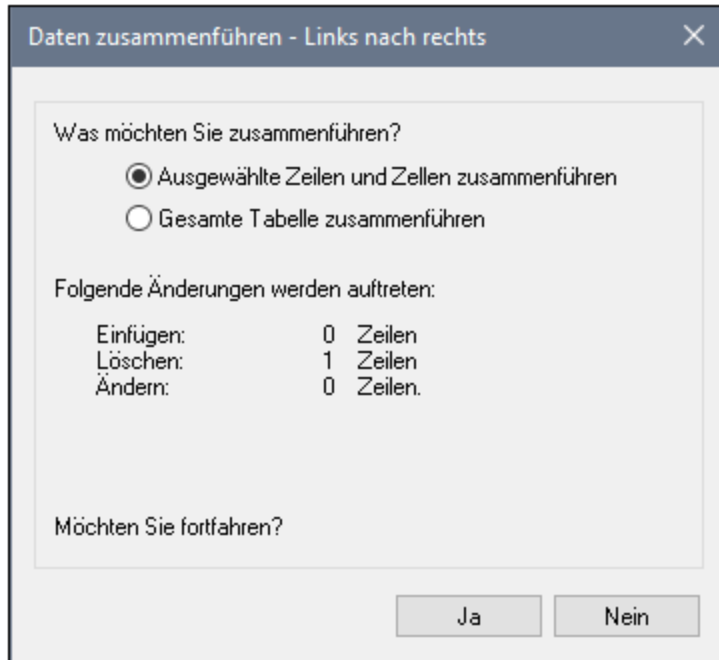 Daten zusammenführen - Links nach rechts
Was möchten Sie zusammenführen?
Ausgewählte Zeilen und Zellen zusammenführen
Gesamte Tabelle zusammenführen
Folgende Änderungen werden auftreten:
Einfügen: 0 Zeilen
Löschen: 1 Zeilen
Ändern: 0 Zeilen.
Möchten Sie fortfahren?
Ja Nein